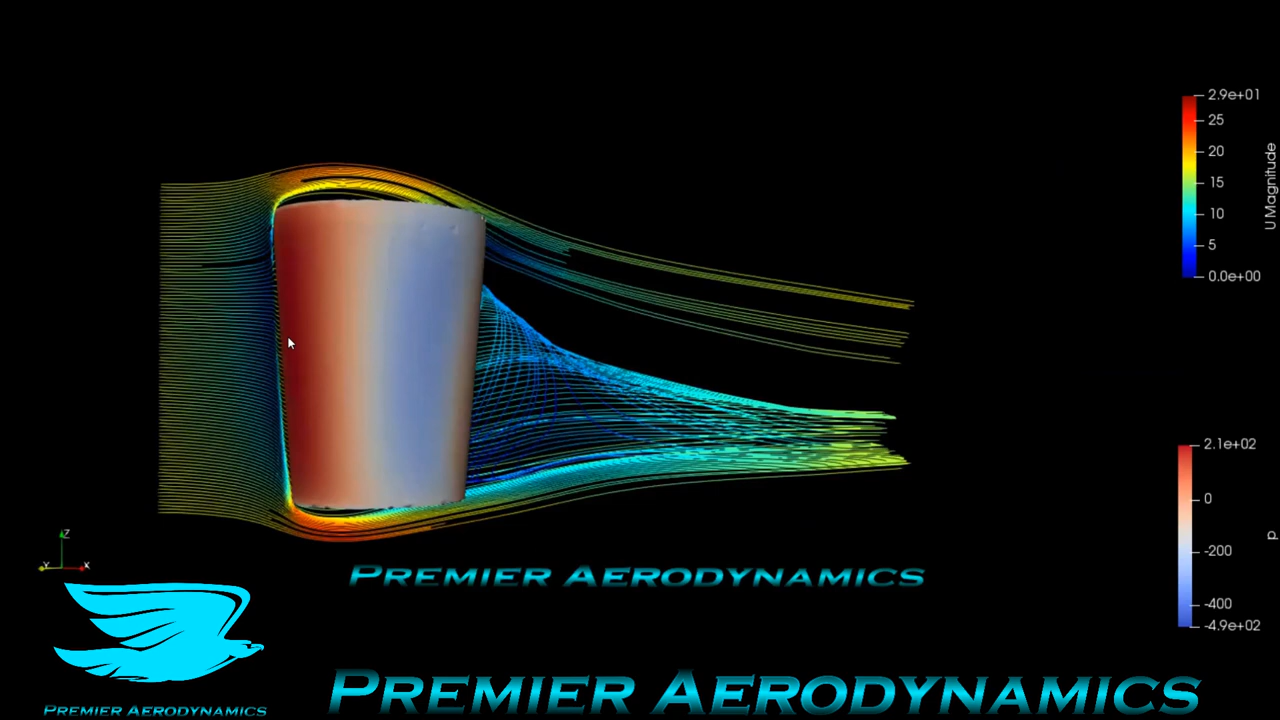 2.9e+01
25
20
15
10
5
0.0e+00
U Magnitude
2.1e+02
0
-200
-400
-4.9e+02
p
Z
Y
X
PREMIER AERODYNAMICS
PREMIER AERODYNAMICS
PREMIER AERODYNAMICS